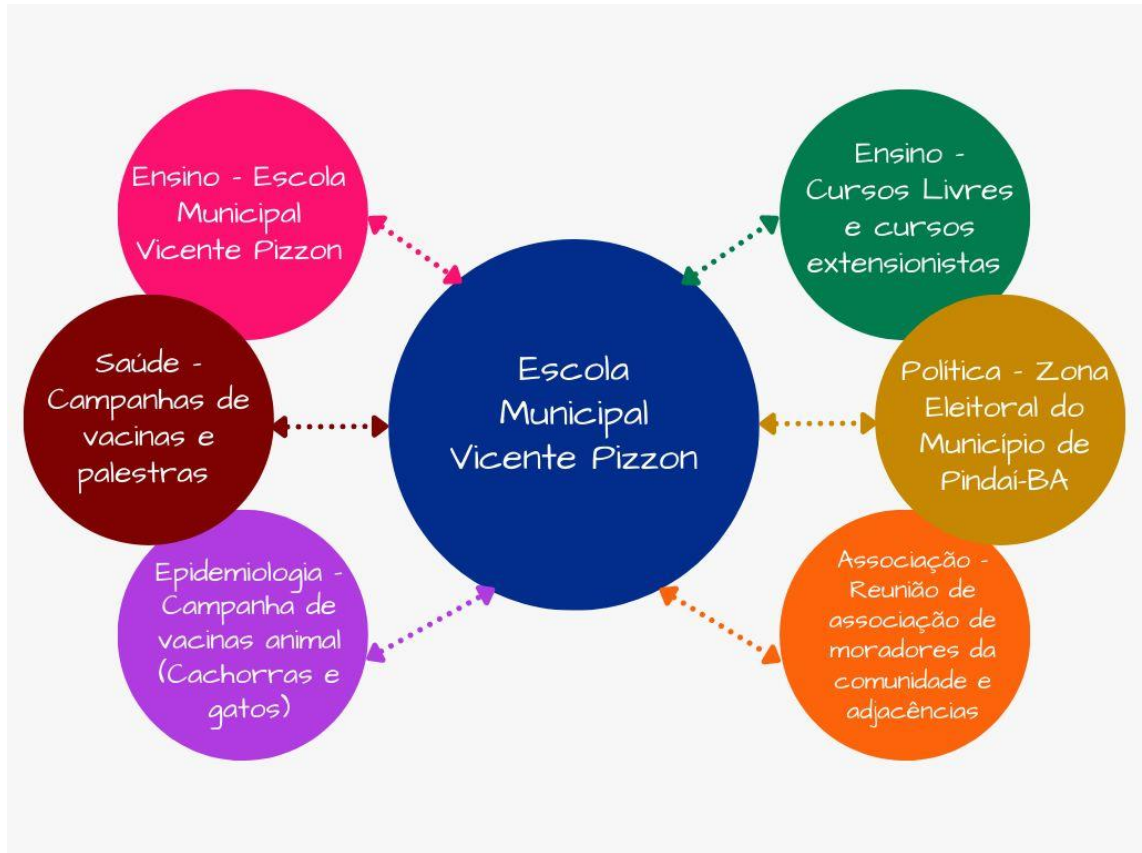 Ensino - Escola
Municipal
Vicente Pizzon
Ensino -
Cursos Livres
e cursos
extensionistas
Saúde -
Campanhas de
vacinas e
palestras
Escola
Municipal
Vicente Pizzon
Política - Zona
Eleitoral do
Município de
Pindaí-BA
Epidemiologia -
Campanha de
vacinas animal
(Cachorras e
gatos)
Associação -
Reunião de
associação de
moradores da
comunidade e
adjacências